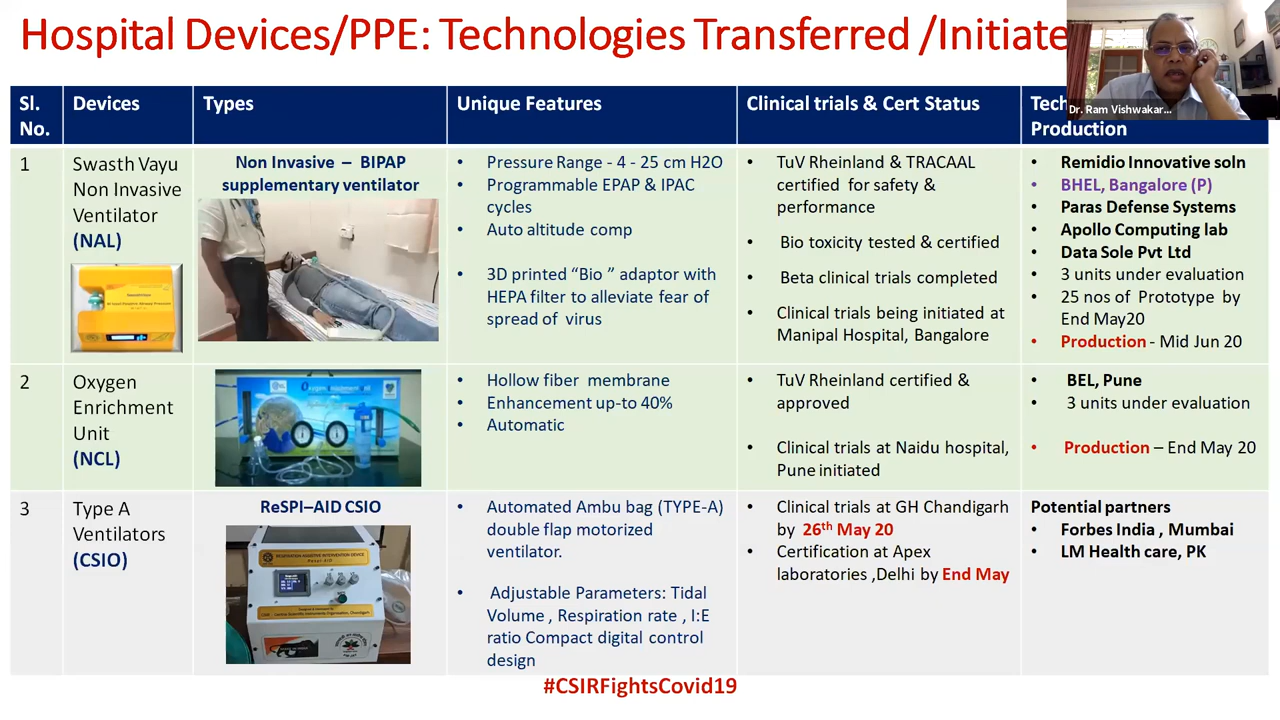 Hospital Devices/PPE: Technologies Transferred /Initiate
Dr. Ram Vishwakar...
Sl.
No.
Devices
Types
Unique Features
Clinical trials & Cert Status
Tech
Production
1
Swasth Vayu
Non Invasive
Ventilator
(NAL)
Non Invasive – BIPAP
supplementary ventilator
• Pressure Range - 4 - 25 cm H2O
• Programmable EPAP & IPAC
cycles
• Auto altitude comp
• 3D printed “Bio ” adaptor with
HEPA filter to alleviate fear of
spread of virus
• TuV Rheinland & TRACAAL
certified for safety &
performance
• Bio toxicity tested & certified
• Beta clinical trials completed
• Clinical trials being initiated at
Manipal Hospital, Bangalore
• Remidio Innovative soln
• BHEL, Bangalore (P)
• Paras Defense Systems
• Apollo Computing lab
• Data Sole Pvt Ltd
• 3 units under evaluation
• 25 nos of Prototype by
End May20
• Production - Mid Jun 20
2
Oxygen
Enrichment
Unit
(NCL)
• Hollow fiber membrane
• Enhancement up-to 40%
• Automatic
• TuV Rheinland certified &
approved
• Clinical trials at Naidu hospital,
Pune initiated
• BEL, Pune
• 3 units under evaluation
• Production – End May 20
3
Type A
Ventilators
(CSIO)
ReSPI–AID CSIO
RESPIRATION ASSISTIVE INTERVENTION DEVICE
• Automated Ambu bag (TYPE-A)
double flap motorized
ventilator.
• Adjustable Parameters: Tidal
Volume , Respiration rate , I:E
ratio Compact digital control
design
• Clinical trials at GH Chandigarh
by 26th May 20
• Certification at Apex
laboratories ,Delhi by End May
Potential partners
• Forbes India , Mumbai
• LM Health care, PK
#CSIRFightsCovid19